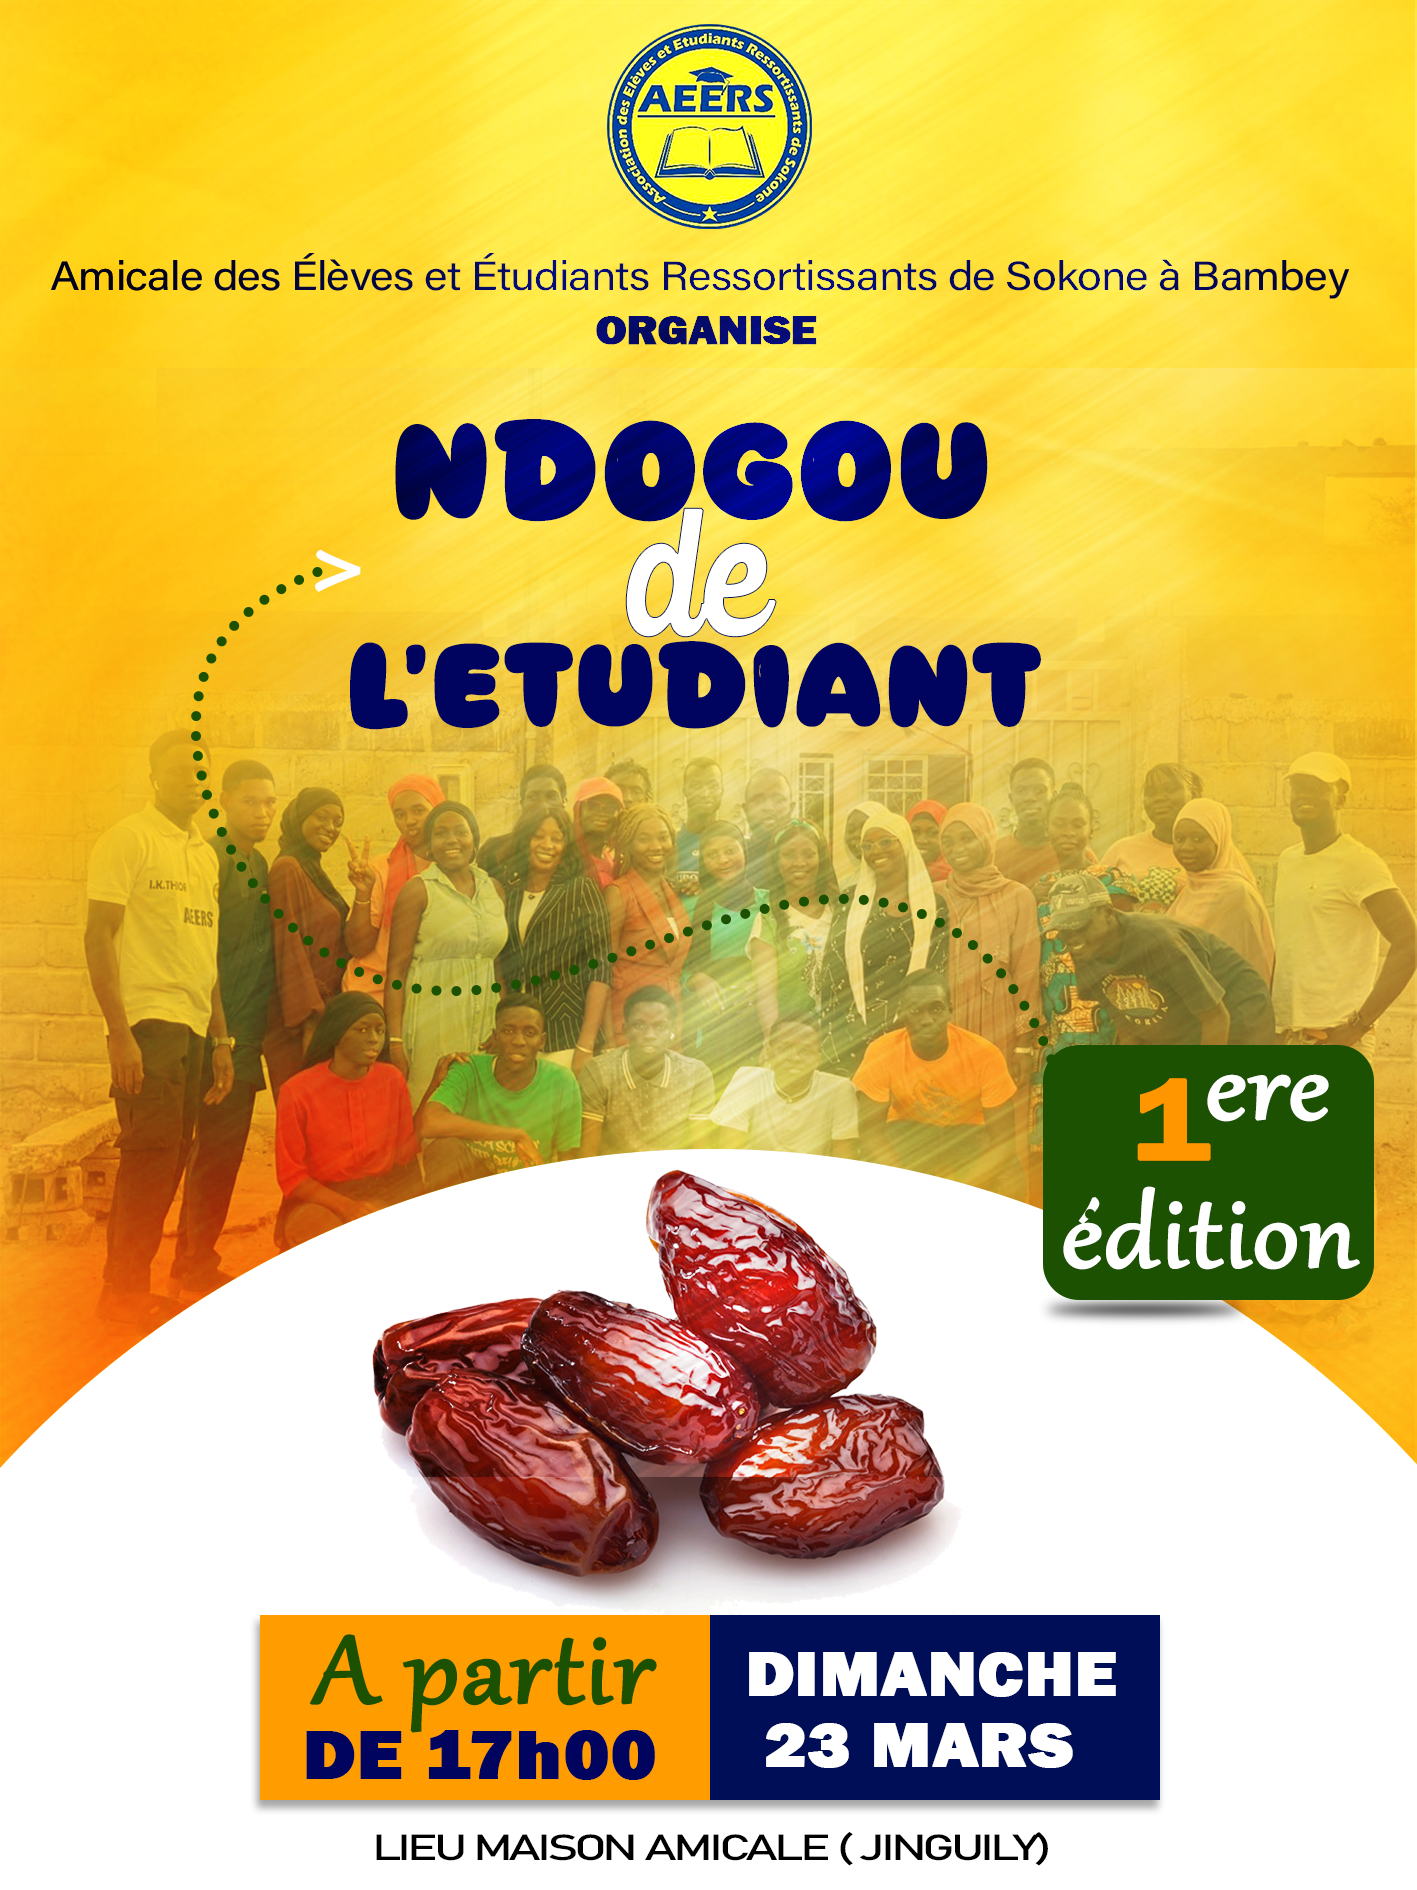 Association des Elèves et Etudiants Ressortissants de Sokone
AEERS
Amicale des Élèves et Étudiants Ressortissants de Sokone à Bambey
ORGANISE
NDOGOU
de
L'ETUDIANT
I.K.THIOR
AEERS
1ere
édition
A partir
DE 17h00
DIMANCHE
23 MARS
LIEU MAISON AMICALE ( JINGUILY)